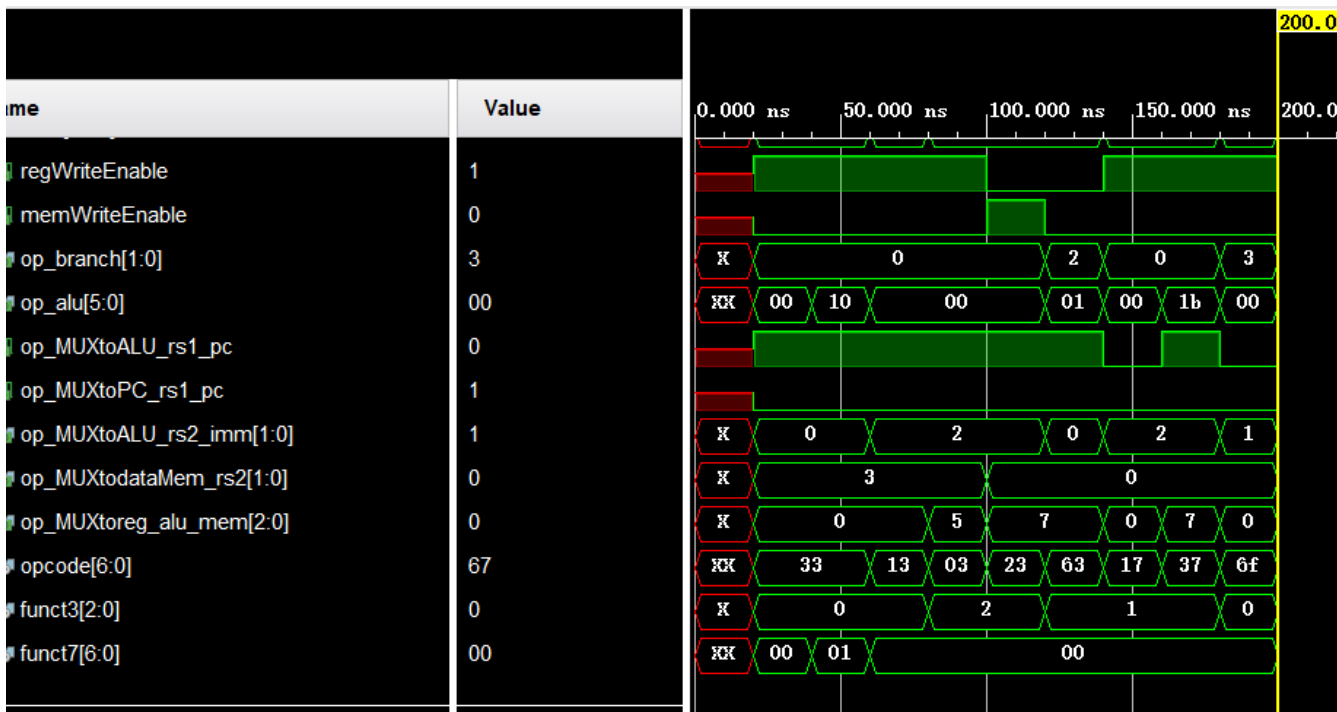 200.0
ame Value 0.000 ns 50.000 ns 100.000 ns 150.000 ns 200.0
regWriteEnable 1
memWriteEnable 0
op_branch[1:0] 3 X 0 2 0 3
op_alu[5:0] 00 XX 00 10 00 01 00 1b 00
op_MUXtoALU_rs1_pc 0
op_MUXtoPC_rs1_pc 1
op_MUXtoALU_rs2_imm[1:0] 1 X 0 2 0 2 1
op_MUXtodataMem_rs2[1:0] 0 X 3 0
op_MUXtoreg_alu_mem[2:0] 0 X 0 5 7 0 7 0
opcode[6:0] 67 XX 33 13 03 23 63 17 37 6f
funct3[2:0] 0 X 0 2 1 0
funct7[6:0] 00 XX 00 01 00